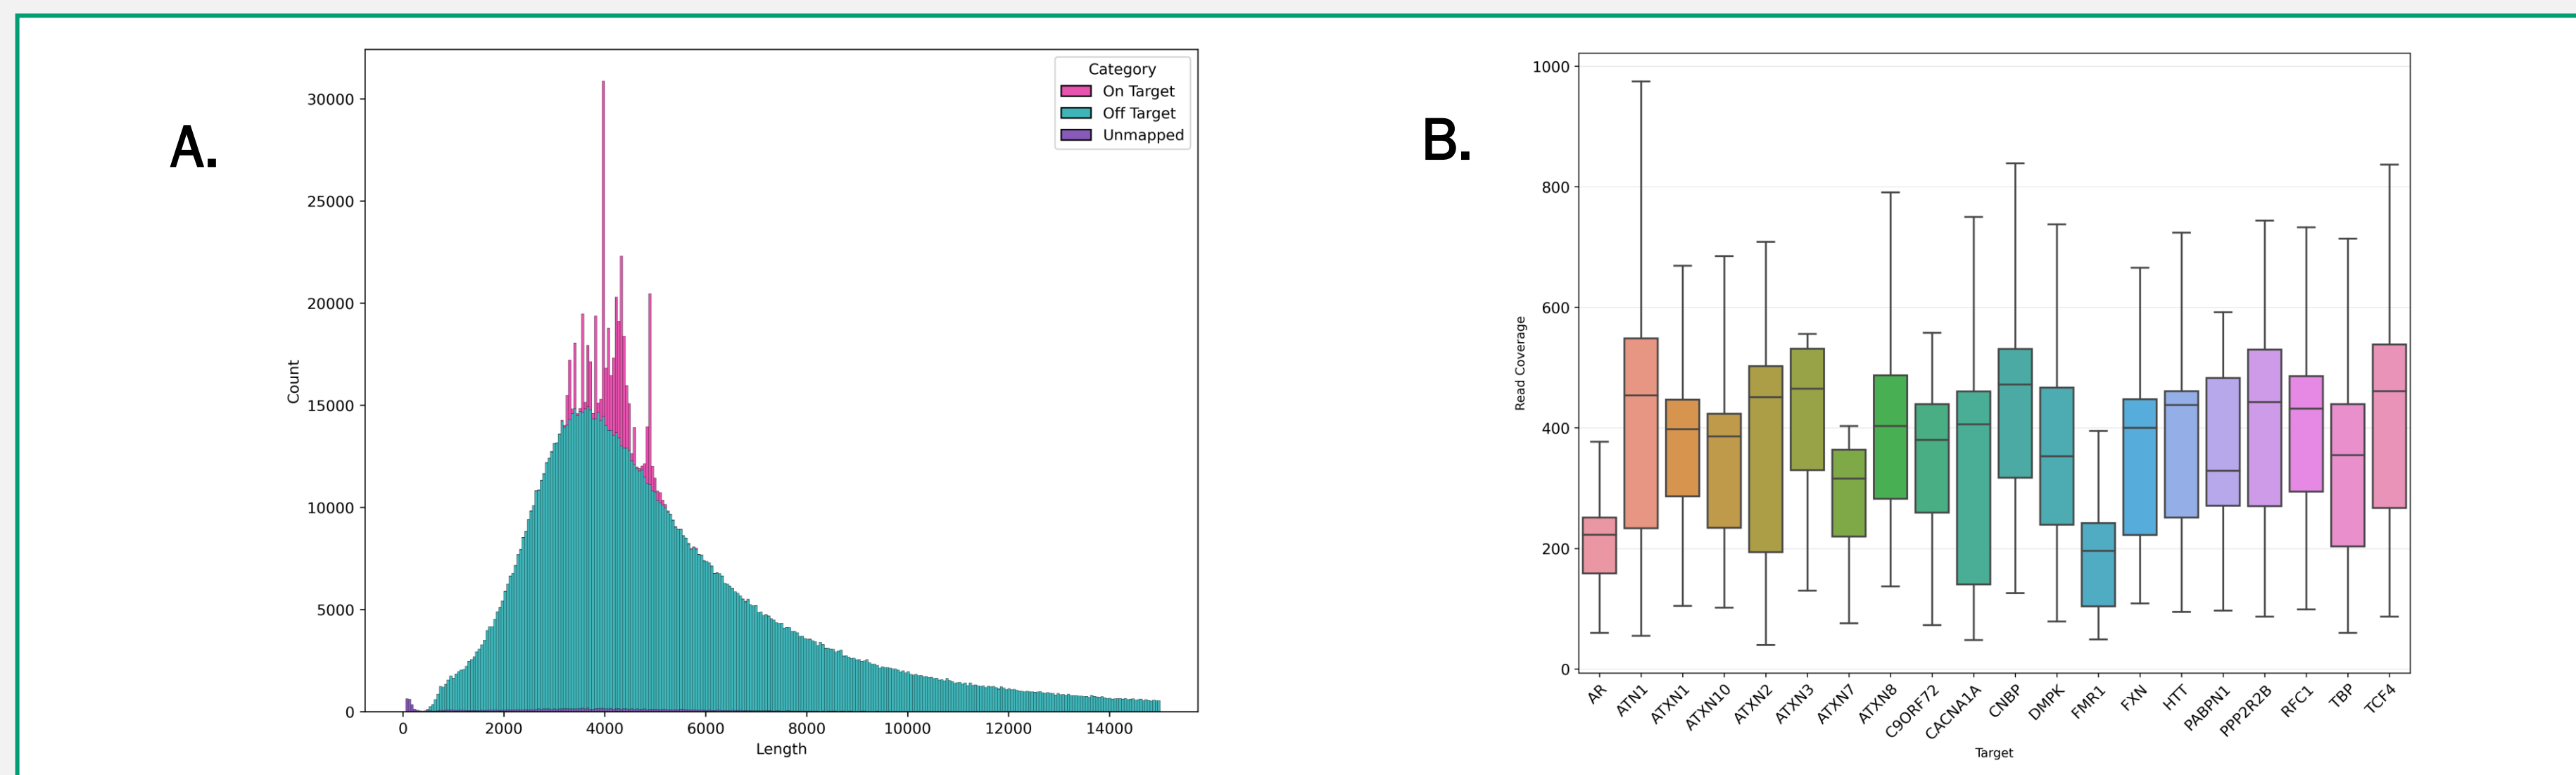 A.
Category
On Target
Off Target
Unmapped
30000
25000
20000
15000
10000
5000
0
Count
0 2000 4000 6000 8000 10000 12000 14000
Length
B.
1000
800
600
400
200
0
Read Coverage
AR ATN1 ATXN1 ATXN10 ATXN2 ATXN3 ATXN7 ATXN8 C9ORF72 CACNA1A CNBP DMPK FMR1 FXN HTT PABPN1 PPP2R2B RFC1 TBP TCF4
Target